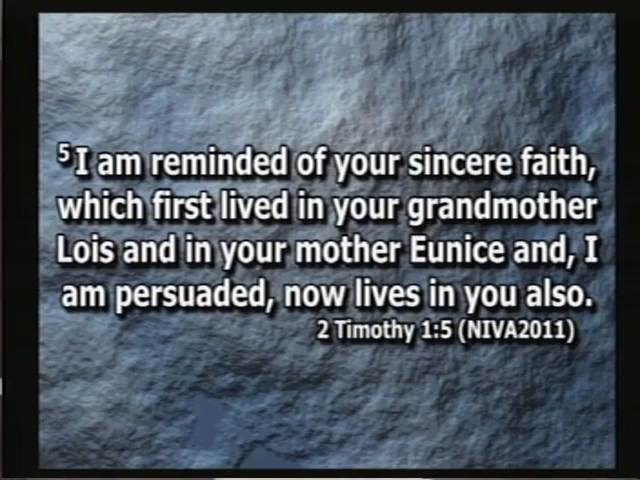 ⁵I am reminded of your sincere faith,
which first lived in your grandmother
Lois and in your mother Eunice and, I
am persuaded, now lives in you also.
2 Timothy 1:5 (NIVA2011)